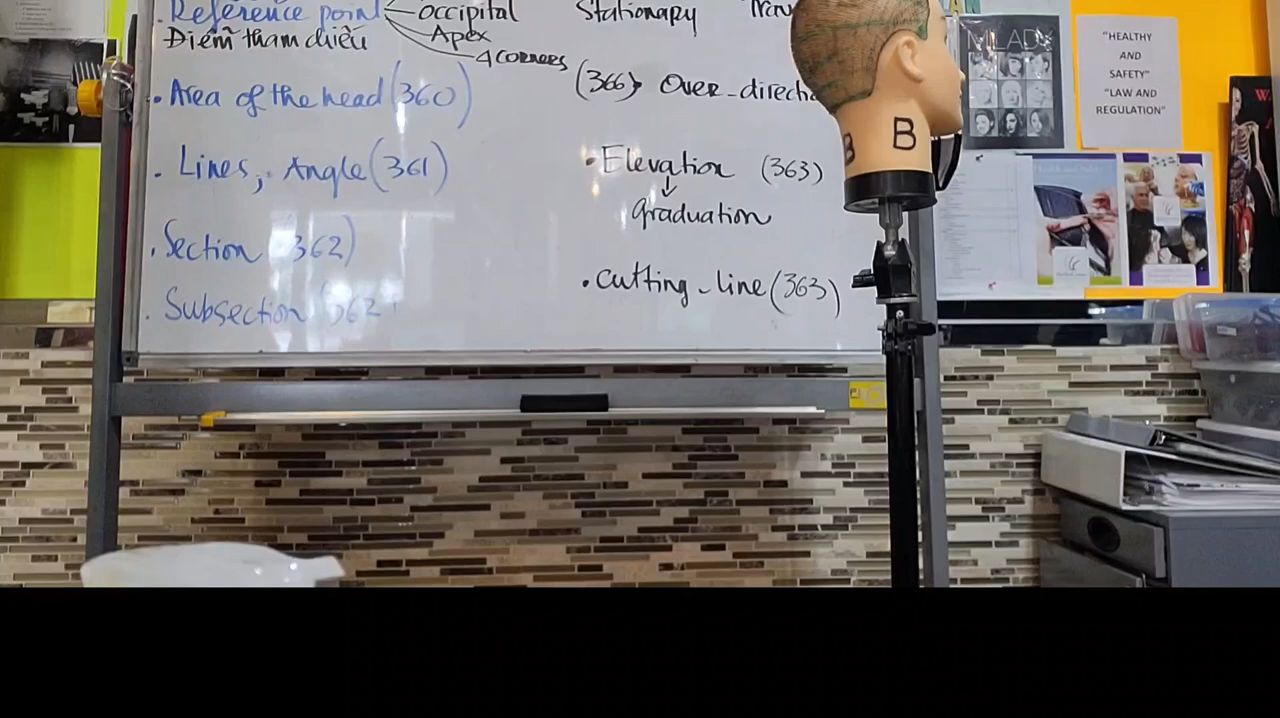 . Reference point
occipital
Apex
4 corners
Điểm tham chiếu
. Area of the head (360)
. Lines, Angle (361)
. Section (362)
. Subsection (362
Stationary
(366) Over-direct
. Elevation (363)
graduation
. Cutting-line (363)
B
B
MILADY
"HEALTHY
AND
SAFETY"
"LAW AND
REGULATION"